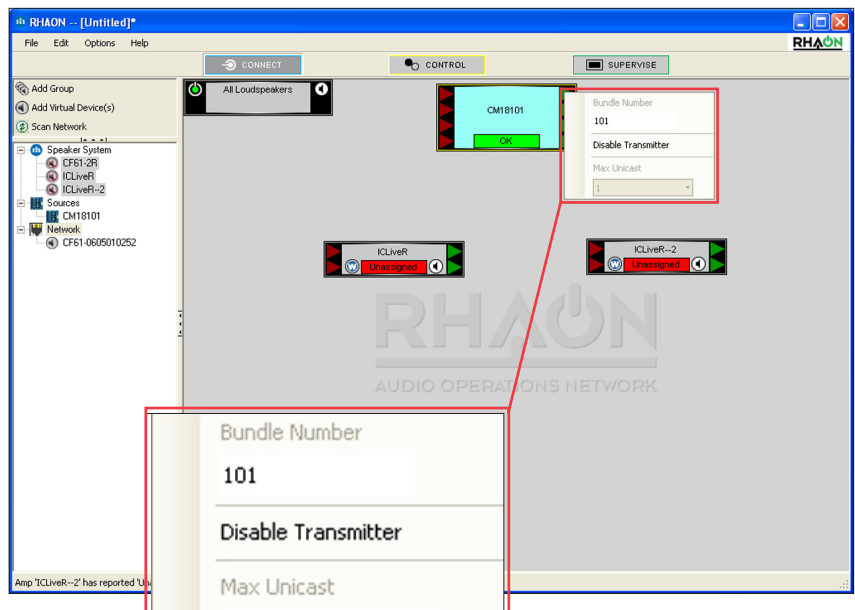 RHAON -- [Untitled]*
File Edit Options Help
RHAON
CONNECT
CONTROL
SUPERVISE
Add Group
Add Virtual Device(s)
Scan Network
Speaker System
CF61-2R
ICLiveR
ICLiveR--2
Sources
CM18101
Network
CF61-0605010252
All Loudspeakers
CM18101
OK
Bundle Number
101
Disable Transmitter
Max Unicast
1
ICLiveR
Unassigned
ICLiveR--2
Unassigned
RHAON
AUDIO OPERATIONS NETWORK
Bundle Number
101
Disable Transmitter
Max Unicast
Amp 'ICLiveR--2' has reported